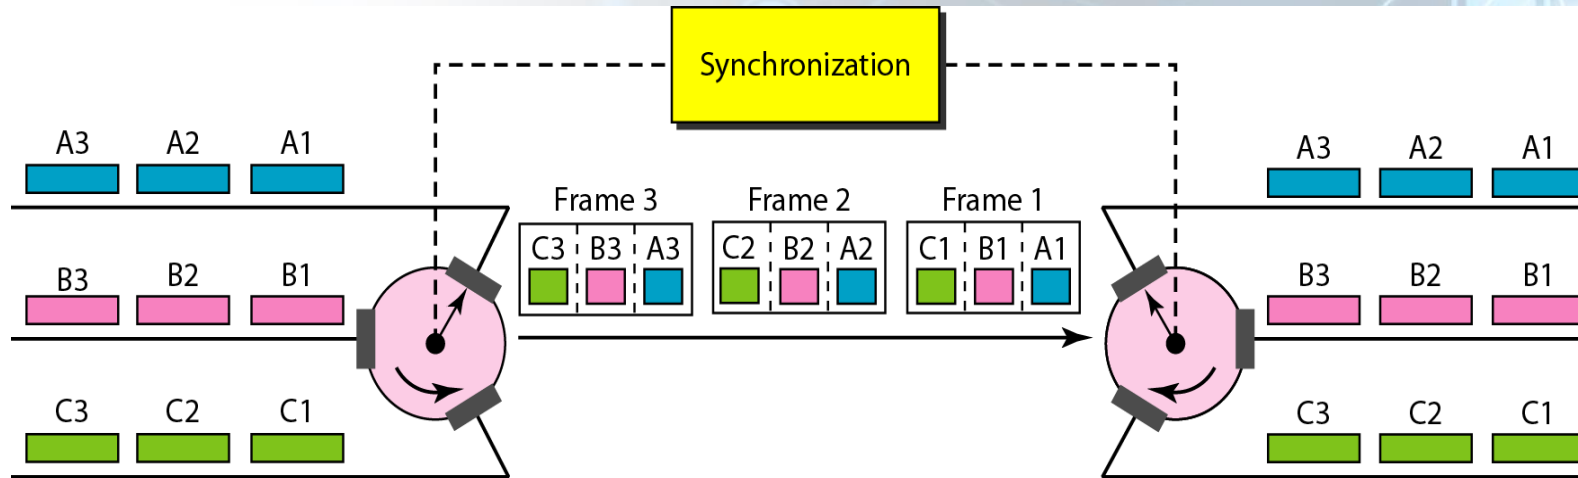 Synchronization
A3 A2 A1
A3 A2 A1
Frame 3 Frame 2 Frame 1
C3 B3 A3 C2 B2 A2 C1 B1 A1
B3 B2 B1
B3 B2 B1
C3 C2 C1
C3 C2 C1